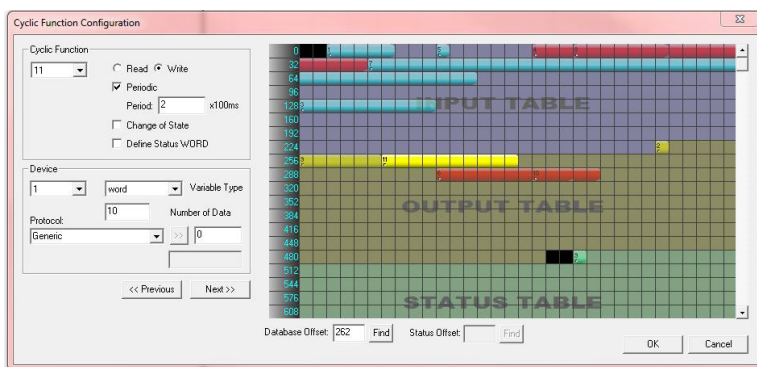 Cyclic Function Configuration
Cyclic Function
11
Read Write
Periodic
Period: 2 x100ms
Change of State
Define Status WORD
Device
1 word Variable Type
10 Number of Data
Protocol:
Generic >> 0
<< Previous Next >>
0
32
64
96
128
160
192
224
256
288
320
352
384
416
448
480
512
544
576
608
INPUT TABLE
11
OUTPUT TABLE
STATUS TABLE
Database Offset: 262 Find Status Offset: Find
OK Cancel